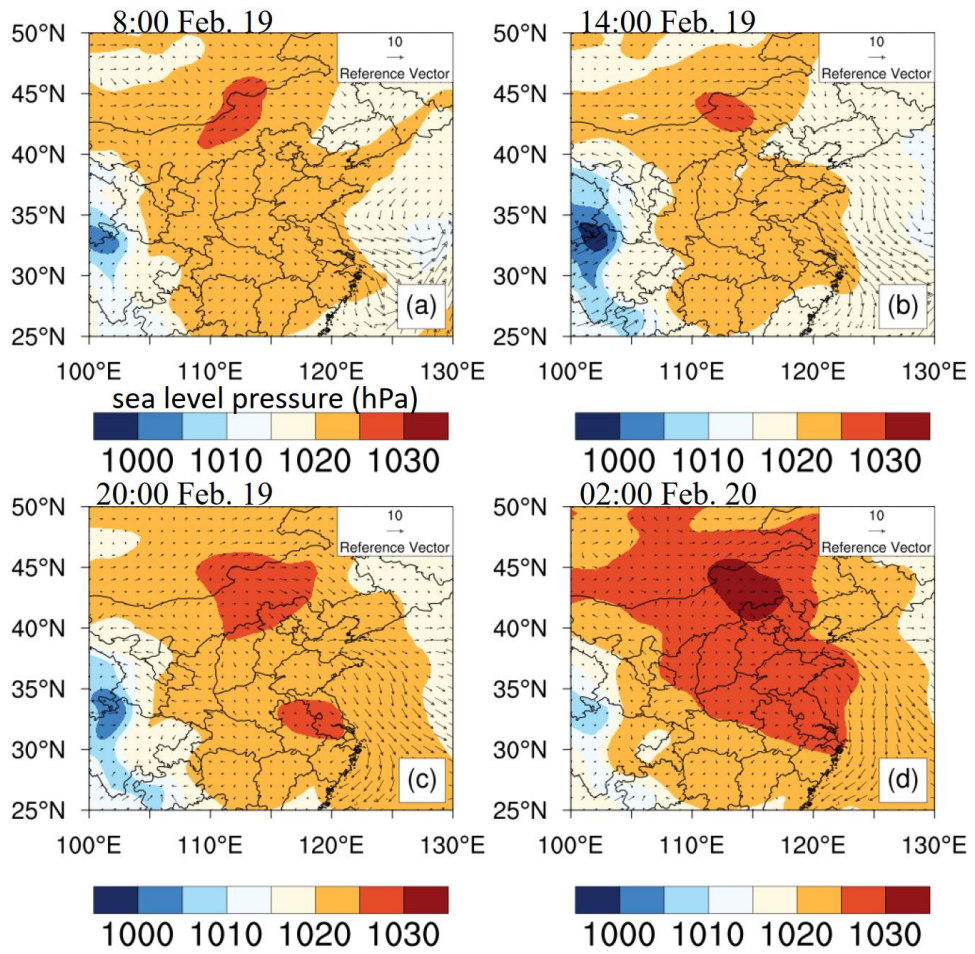 8:00 Feb. 19
14:00 Feb. 19
50°N
45°N
40°N
35°N
30°N
25°N
10
Reference Vector
(a)
100°E 110°E 120°E 130°E
50°N
45°N
40°N
35°N
30°N
25°N
10
Reference Vector
(b)
100°E 110°E 120°E 130°E
sea level pressure (hPa)
1000 1010 1020 1030
1000 1010 1020 1030
20:00 Feb. 19
02:00 Feb. 20
50°N
45°N
40°N
35°N
30°N
25°N
10
Reference Vector
(c)
100°E 110°E 120°E 130°E
50°N
45°N
40°N
35°N
30°N
25°N
10
Reference Vector
(d)
100°E 110°E 120°E 130°E
1000 1010 1020 1030
1000 1010 1020 1030